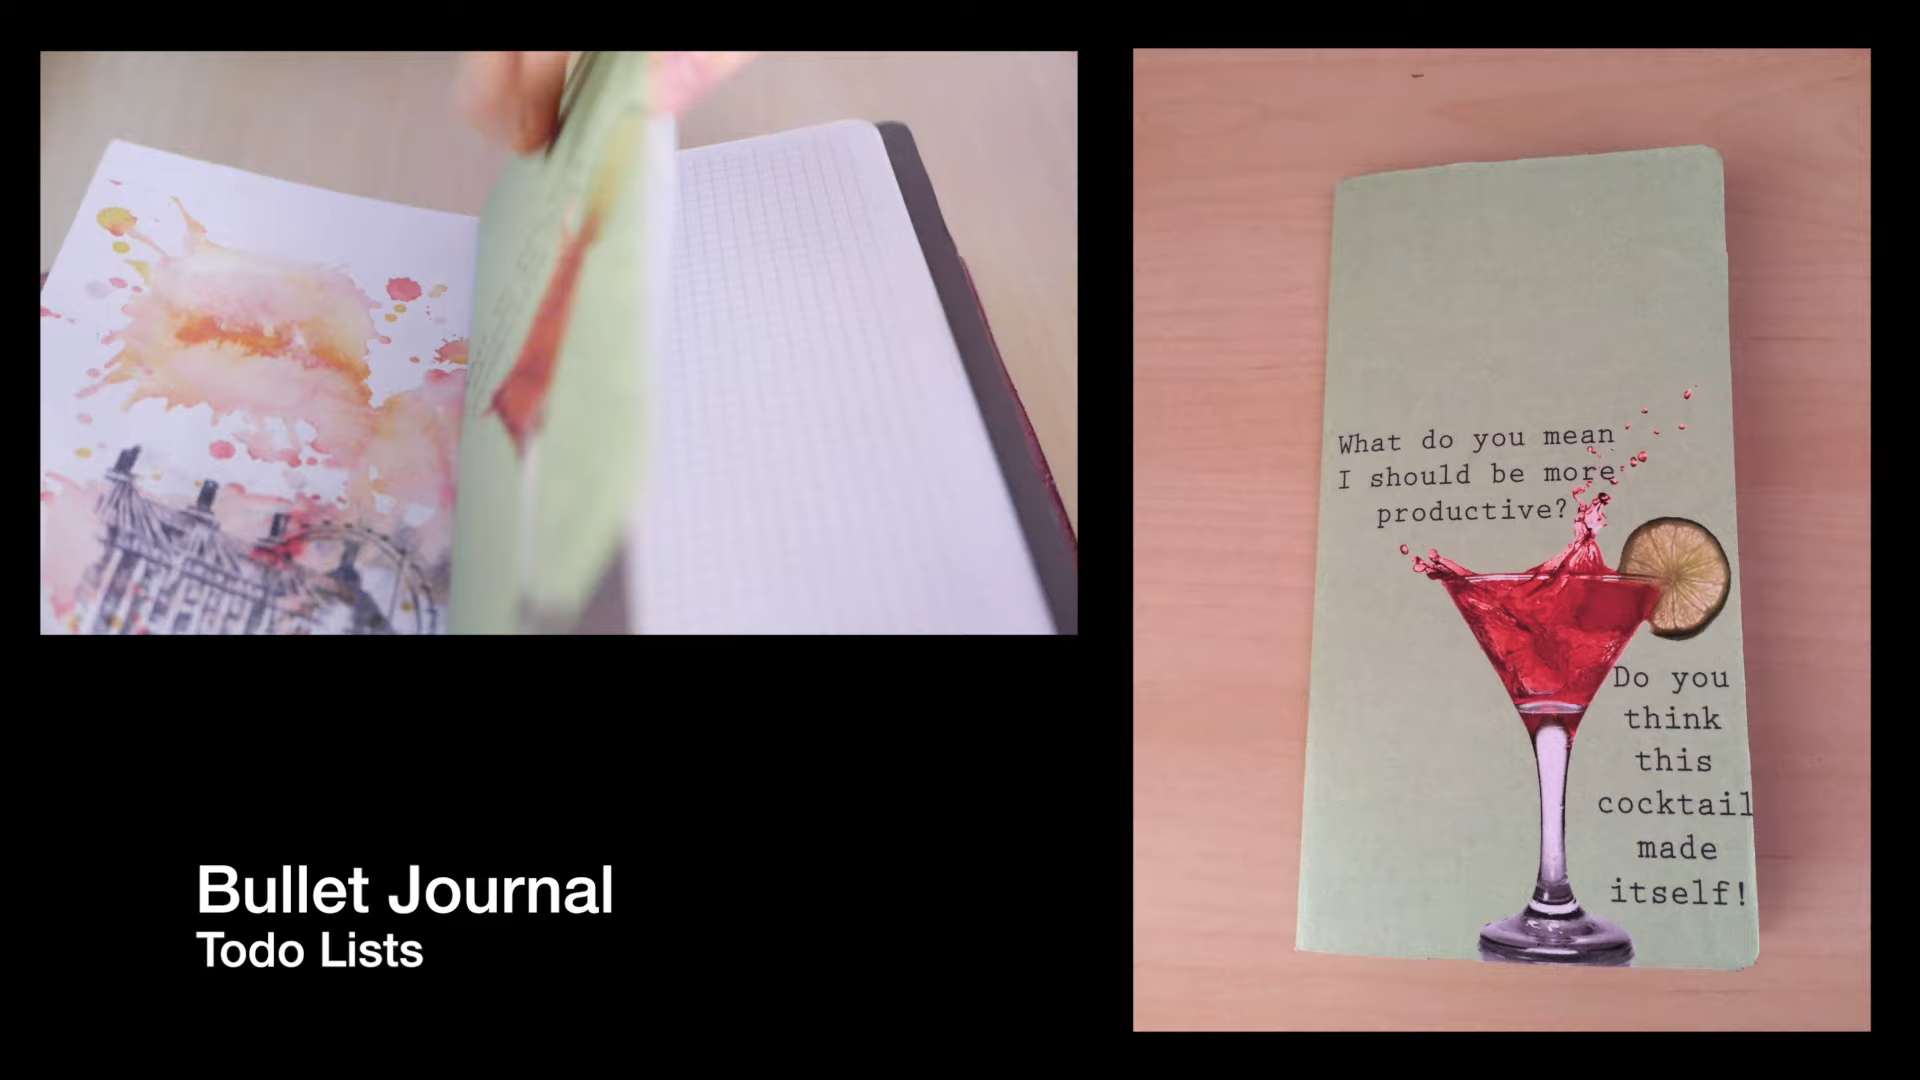 What do you mean
I should be more
productive?
Do you
think
this
cocktail
made
itself!
Bullet Journal
Todo Lists